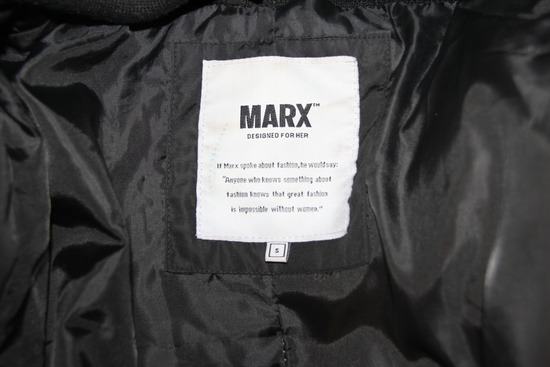 MARX™
DESIGNED FOR HER
If Marx spoke about fashion, he would say:
"Anyone who knows something about
fashion knows that great fashion
is impossible without women."
S